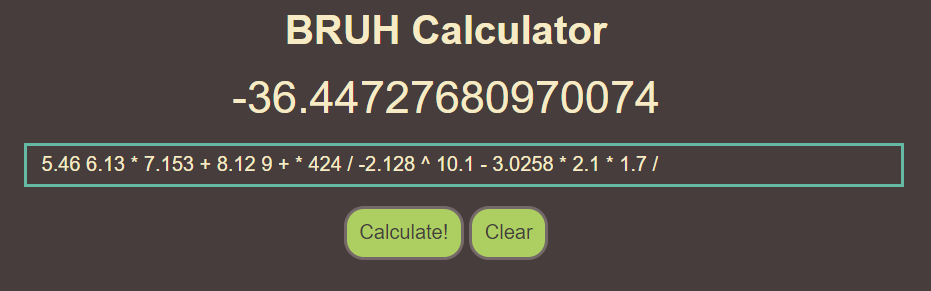 BRUH Calculator
-36.44727680970074
5.46 6.13 * 7.153 + 8.12 9 + * 424 / -2.128 ^ 10.1 - 3.0258 * 2.1 * 1.7 /
Calculate! Clear